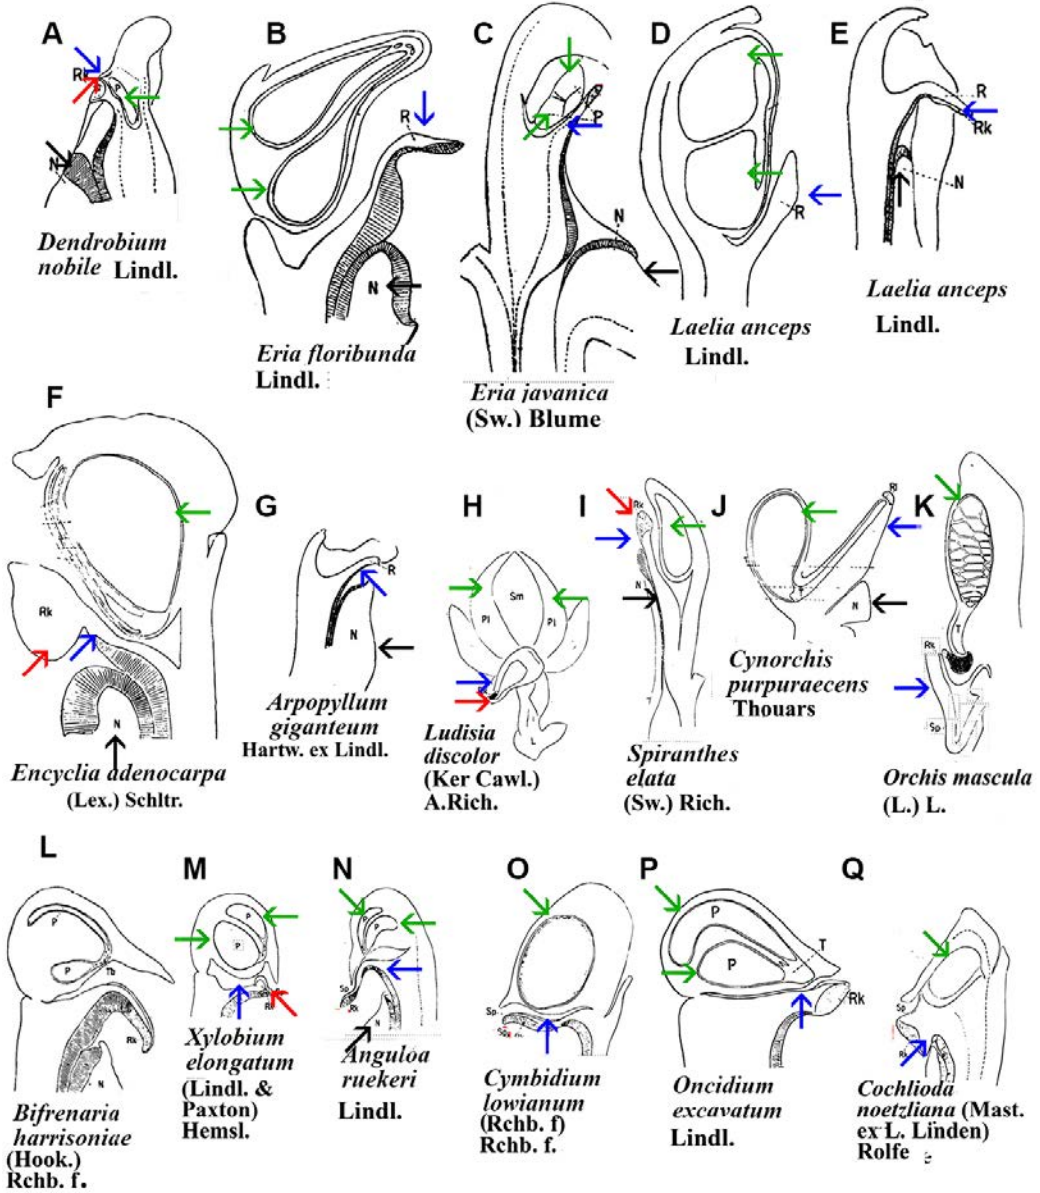 A
B
C
D
E
Rk
P
N
R
P
N
R
R
Rk
N
N
Dendrobium
nobile Lindl.
Eria floribunda
Lindl.
Eria javanica
(Sw.) Blume
Laelia anceps
Lindl.
Laelia anceps
Lindl.
F
G
H
I
J
K
Rk
N
R
N
Sm
Pl
Pl
L
Rk
N
N
T
Rk
Sp
Encyclia adenocarpa
(Lex.) Schltr.
Arpopyllum
giganteum
Hartw. ex Lindl.
Ludisia
discolor
(Ker Cawl.)
A.Rich.
Spiranthes
elata
(Sw.) Rich.
Cynorchis
purpuraecens
Thouars
Orchis mascula
(L.) L.
L
M
N
O
P
Q
P
P
Tb
Rk
N
P
P
Rk
P
P
Sp
N
Sp
P
P
T
Rk
Sp
Rk
Bifrenaria
harrisoniae
(Hook.)
Rchb. f.
Xylobium
elongatum
(Lindl. &
Paxton)
Hemsl.
Anguloa
ruekeri
Lindl.
Cymbidium
lowianum
(Rchb. f)
Rchb. f.
Oncidium
excavatum
Lindl.
Cochlioda
noetzliana (Mast.
ex L. Linden)
Rolfe